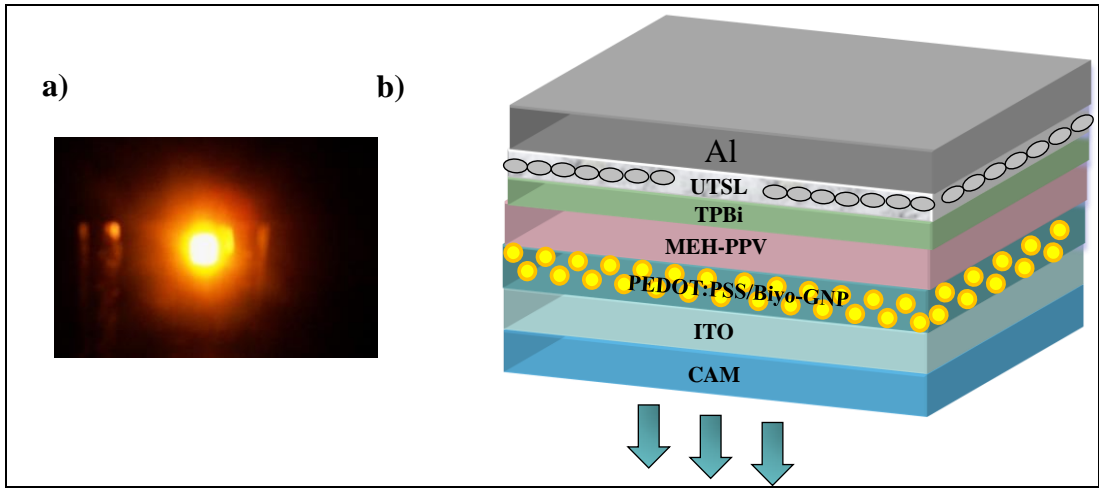 a)
b)
Al
UTSL
TPBi
MEH-PPV
PEDOT:PSS/Biyo-GNP
ITO
CAM